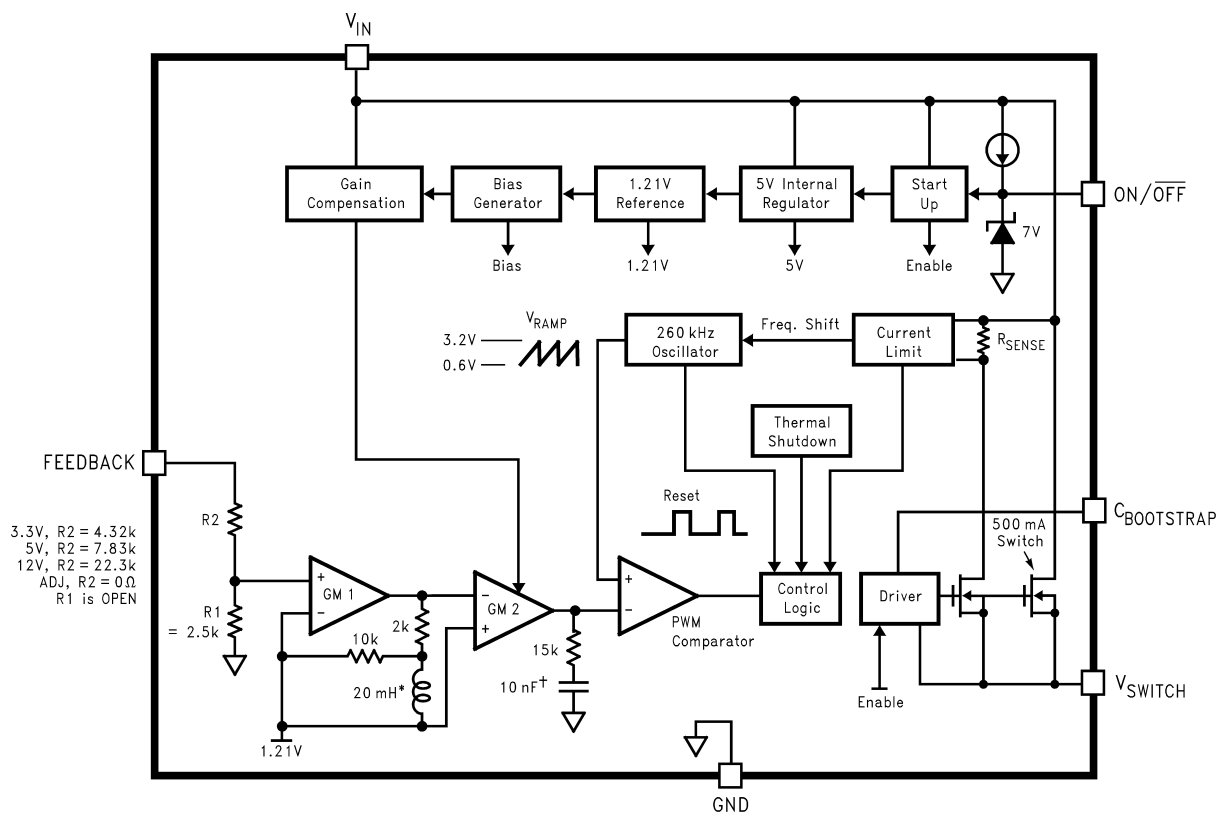 V_IN
Gain
Compensation
Bias
Generator
1.21V
Reference
5V Internal
Regulator
Start
Up
ON/O̅F̅F̅
7V
Bias
1.21V
5V
Enable
V_RAMP
3.2V
0.6V
260 kHz
Oscillator
Freq. Shift
Current
Limit
R_SENSE
Thermal
Shutdown
FEEDBACK
Reset
C_BOOTSTRAP
500 mA
Switch
R2
3.3V, R2 = 4.32k
5V, R2 = 7.83k
12V, R2 = 22.3k
ADJ, R2 = 0Ω
R1 is OPEN
R1
= 2.5k
+
GM 1
−
−
GM 2
+
+
−
PWM
Comparator
Control
Logic
Driver
2k
10k
15k
20 mH*
10 nF†
Enable
V_SWITCH
1.21V
GND